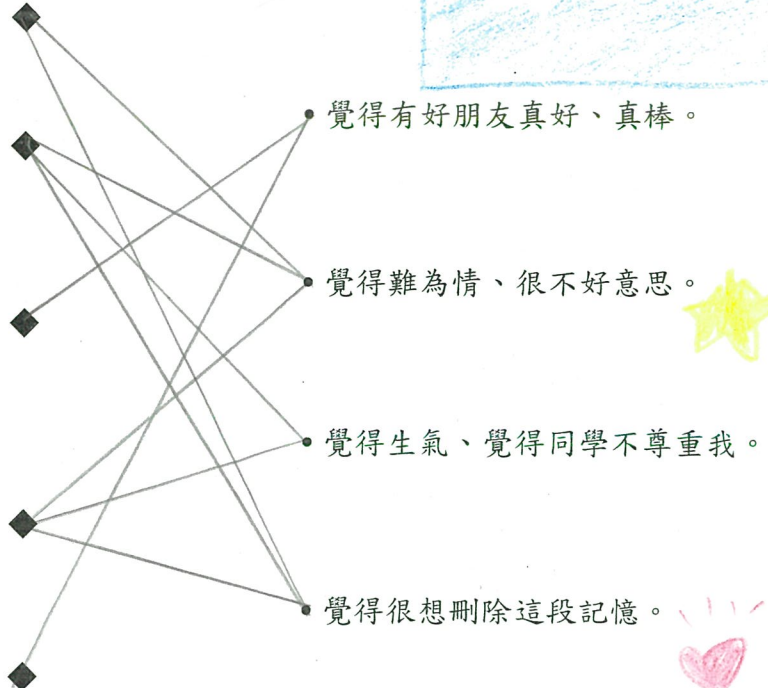 覺得有好朋友真好、真棒。
覺得難為情、很不好意思。
覺得生氣、覺得同學不尊重我。
覺得很想刪除這段記憶。